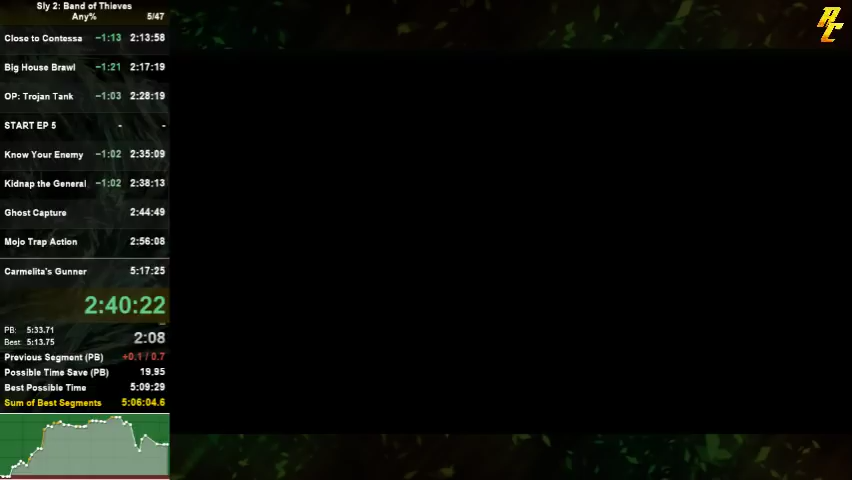 Sly 2: Band of Thieves
Any% 5/47
Close to Contessa −1:13 2:13:58
Big House Brawl −1:21 2:17:19
OP: Trojan Tank −1:03 2:28:19
START EP 5 - -
Know Your Enemy −1:02 2:35:09
Kidnap the General −1:02 2:38:13
Ghost Capture 2:44:49
Mojo Trap Action 2:56:08
Carmelita's Gunner 5:17:25
2:40:22
PB: 5:33.71
Best: 5:13.75
2:08
Previous Segment (PB) +0.1 / 0.7
Possible Time Save (PB) 19.95
Best Possible Time 5:09:29
Sum of Best Segments 5:06:04.6